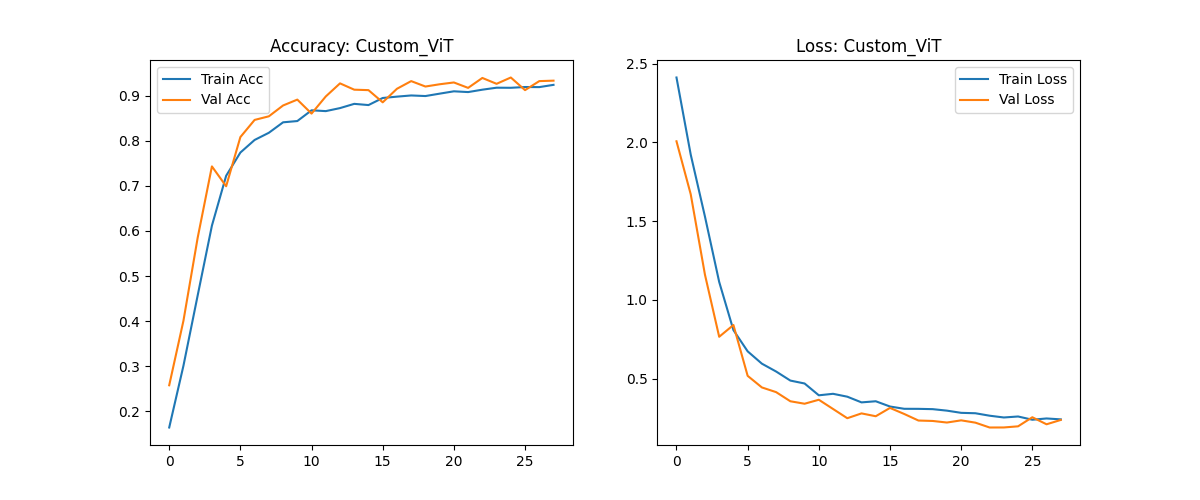 Accuracy: Custom_ViT
Train Acc
Val Acc
0.9
0.8
0.7
0.6
0.5
0.4
0.3
0.2
0 5 10 15 20 25
Loss: Custom_ViT
Train Loss
Val Loss
2.5
2.0
1.5
1.0
0.5
0 5 10 15 20 25